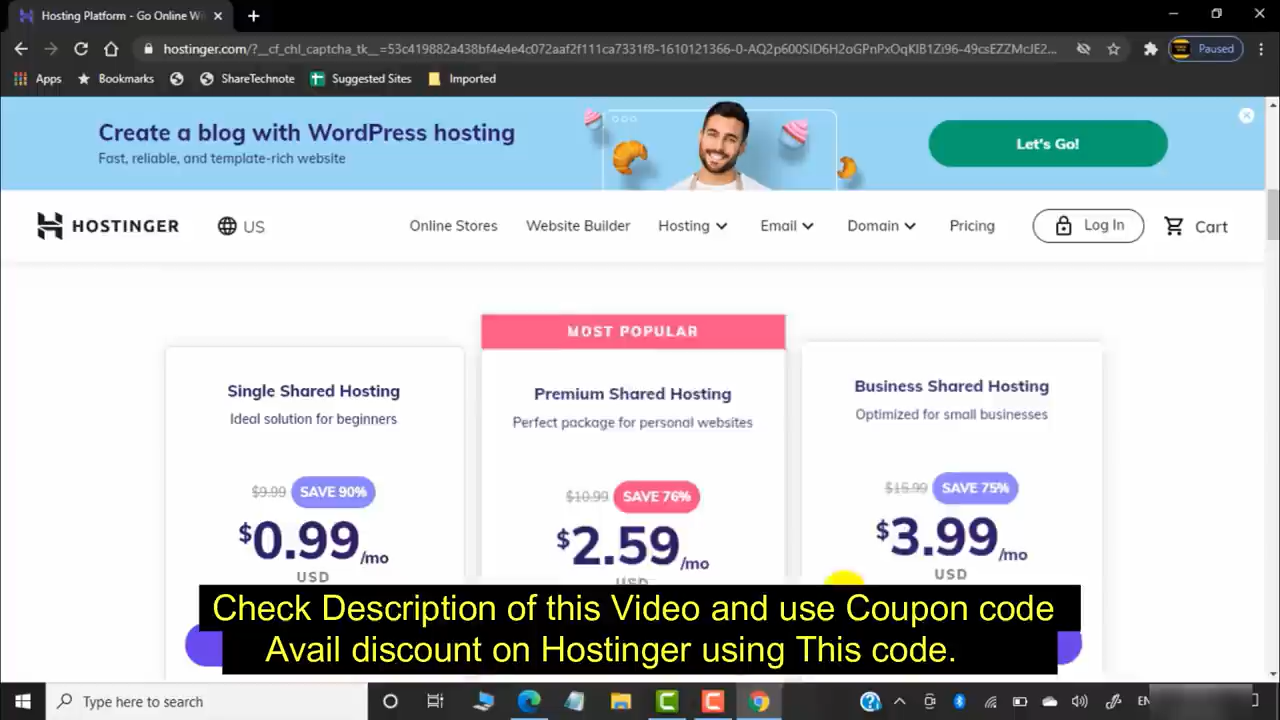 Hosting Platform - Go Online W
hostinger.com/?__cf_chl_captcha_tk__=53c419882a438bf4e4e4c072aaf2f111ca7331f8-1610121366-0-AQ2p600SID6H2oGPnPxOqKlB1Zi96-49csEZZMcJE2...
Paused
Apps
Bookmarks
ShareTechnote
Suggested Sites
Imported
Create a blog with WordPress hosting
Fast, reliable, and template-rich website
Let's Go!
HOSTINGER
US
Online Stores
Website Builder
Hosting
Email
Domain
Pricing
Log In
Cart
MOST POPULAR
Single Shared Hosting
Ideal solution for beginners
$9.99 SAVE 90%
$0.99/mo
USD
Premium Shared Hosting
Perfect package for personal websites
$10.99 SAVE 76%
$2.59/mo
USD
Business Shared Hosting
Optimized for small businesses
$15.99 SAVE 75%
$3.99/mo
USD
Check Description of this Video and use Coupon code
Avail discount on Hostinger using This code.
Type here to search